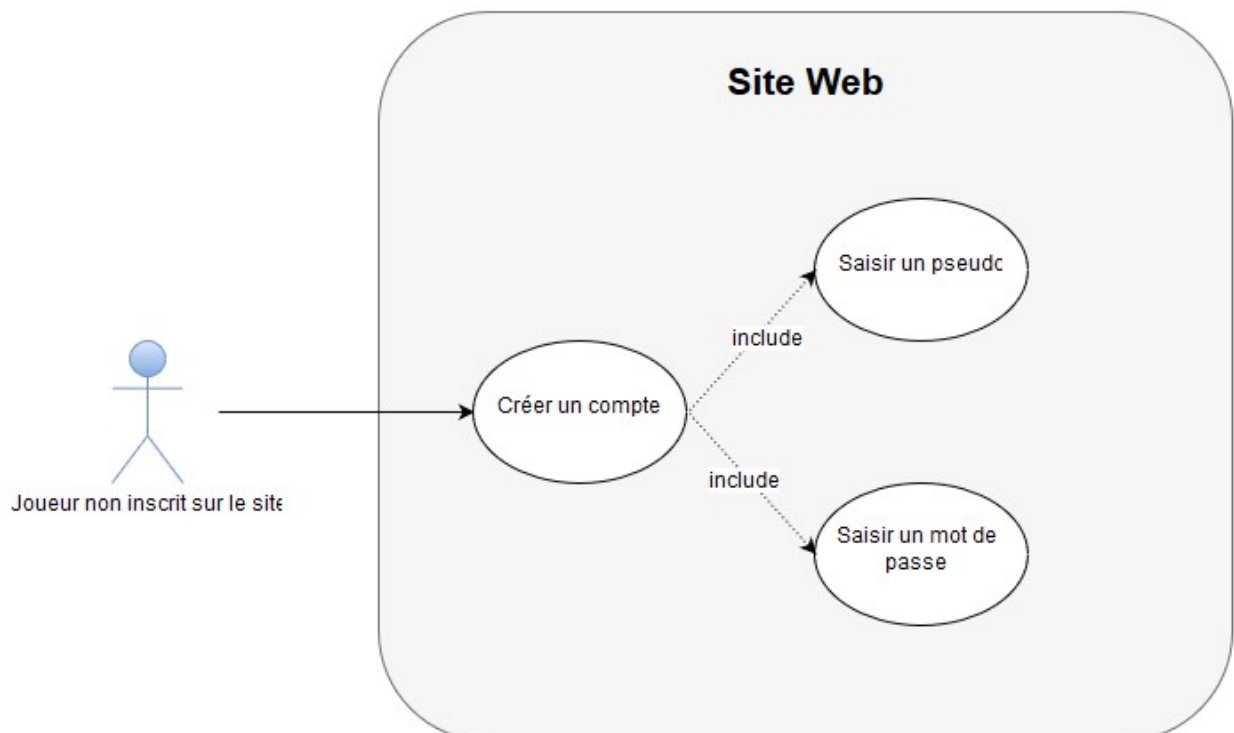 Site Web
Saisir un pseudo
include
Créer un compte
include
Joueur non inscrit sur le site
Saisir un mot de
passe